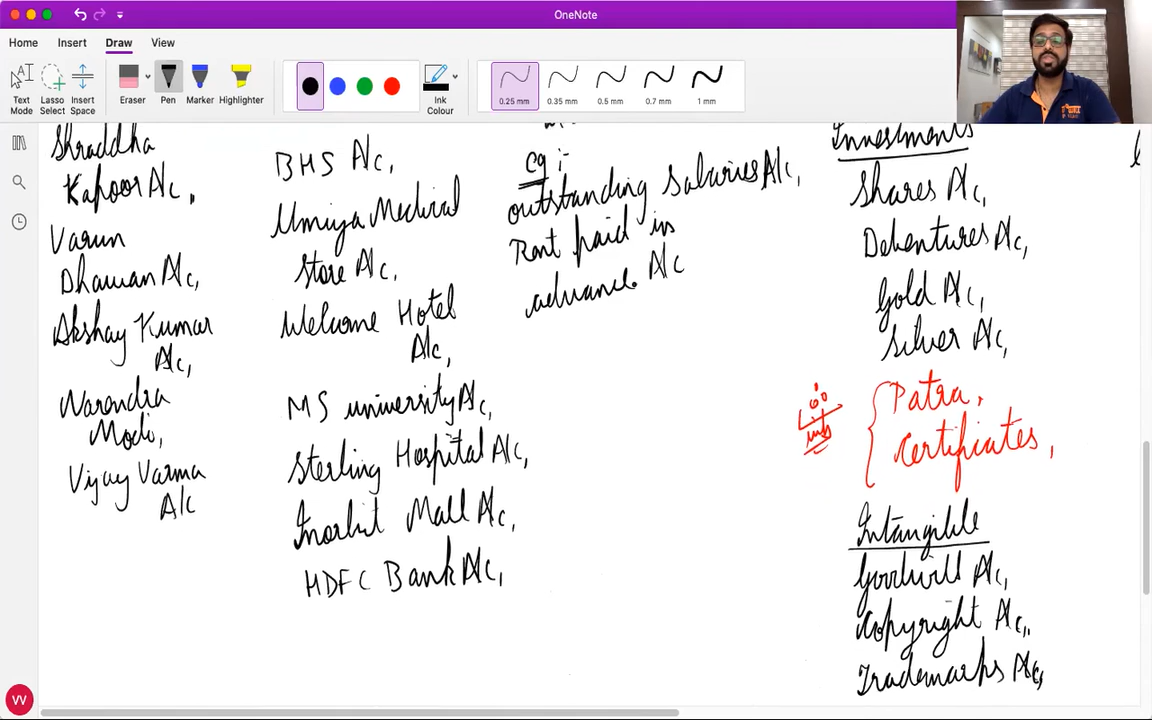 OneNote
Home Insert Draw View
Text Mode
Lasso Select
Insert Space
Eraser
Pen
Marker
Highlighter
Ink Colour
0.25 mm
0.35 mm
0.5 mm
0.7 mm
1 mm
Shraddha
Kapoor A/c,
Varun
Dhawan A/c,
Akshay Kumar
A/c,
Narendra
Modi,
Vijay Varma
A/c
BHS A/c,
Umiya Medical
Store A/c,
Welcome Hotel
A/c,
MS university A/c,
Sterling Hospital A/c,
Inorbit Mall A/c,
HDFC Bank A/c,
Eg :-
outstanding Salaries A/c,
Rent paid in
advance A/c
Investments
Shares A/c,
Debentures A/c,
Gold A/c,
Silver A/c,
Patra,
Certificates,
Intangible
Goodwill A/c,
Copyright A/c,
Trademarks A/c,
VV